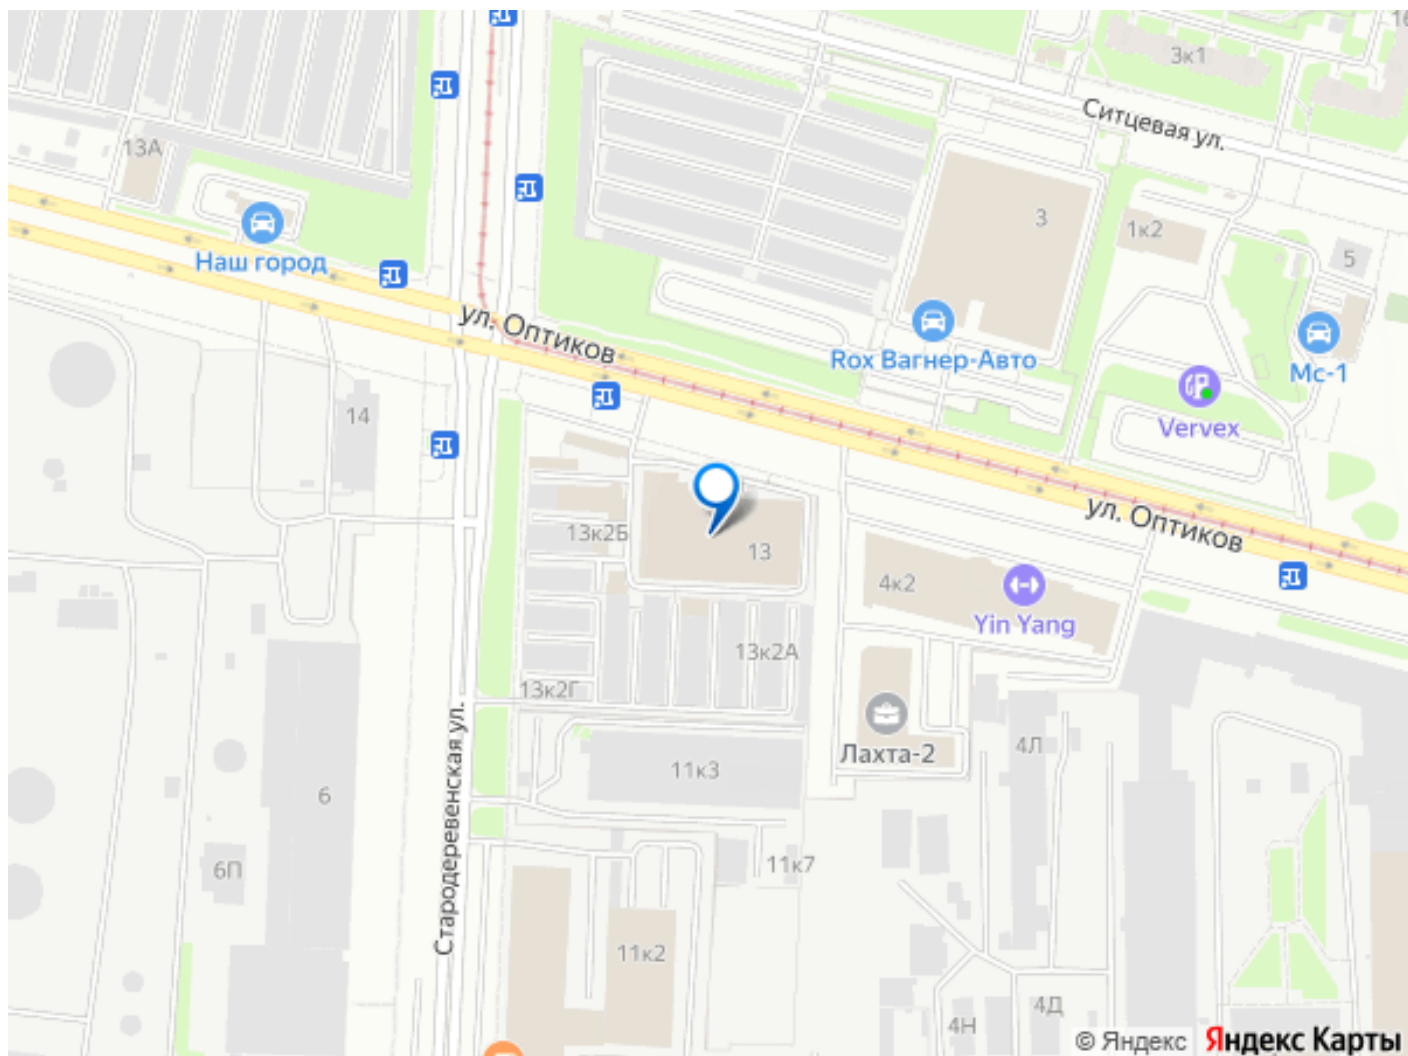 3к1
Ситцевая ул.
13А
3
1к2
5
Наш город
ул. Оптиков
Rox Вагнер-Авто
Мс-1
Vervex
14
ул. Оптиков
13к2Б
13
4к2
Yin Yang
13к2А
13к2Г
Стародеревенская ул.
Лахта-2
4Л
11к3
6
6П
11к7
11к2
4Н
4Д
© Яндекс
Яндекс Карты